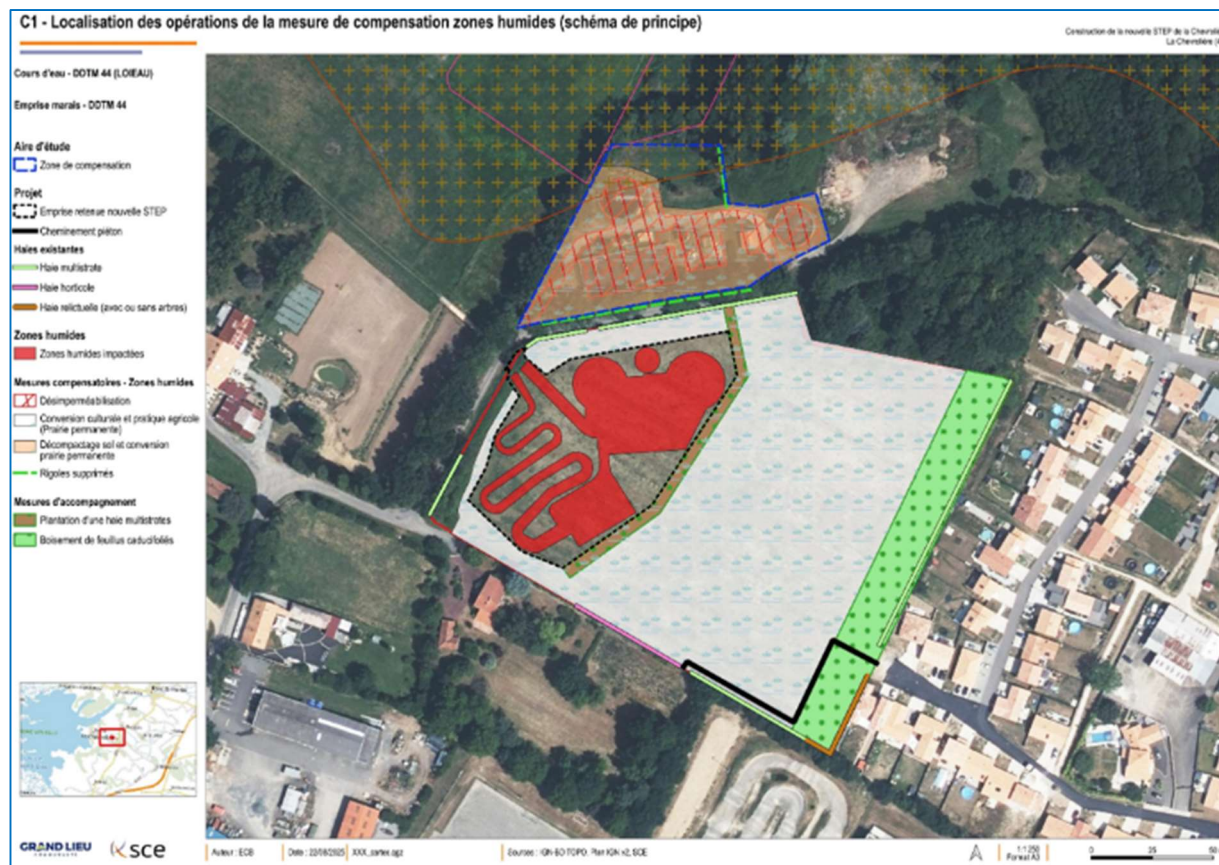 C1 - Localisation des opérations de la mesure de compensation zones humides (schéma de principe)
Construction de la nouvelle STEP de la Chevroliè
La Chevrolière (4
Cours d'eau - DDTM 44 (LOIEAU)
Emprise marais - DDTM 44
Aire d'étude
Zone de compensation
Projet
Emprise retenue nouvelle STEP
Cheminement piéton
Haies existantes
Haie multistrate
Haie horticole
Haie relictuelle (avec ou sans arbres)
Zones humides
Zones humides impactées
Mesures compensatoires - Zones humides
Désimperméabilisation
Conversion culturale et pratique agricole
(Prairie permanente)
Décompactage sol et conversion
prairie permanente
Rigoles supprimés
Mesures d'accompagnement
Plantation d'une haie multistrates
Boisement de feuillus caducifoliés
GRAND LIEU
COMMUNAUTÉ
sce
Auteur : ECB
Date : 22/08/2025
XXX_cartes.qgz
Sources : IGN-BD TOPO, Plan IGN v2, SCE
1:1 250
Format A3
0
25
50